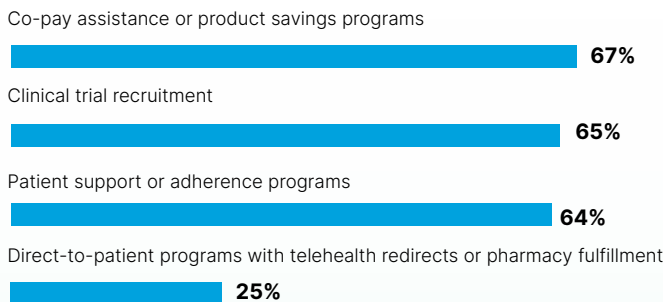 Co-pay assistance or product savings programs
67%
Clinical trial recruitment
65%
Patient support or adherence programs
64%
Direct-to-patient programs with telehealth redirects or pharmacy fulfillment
25%